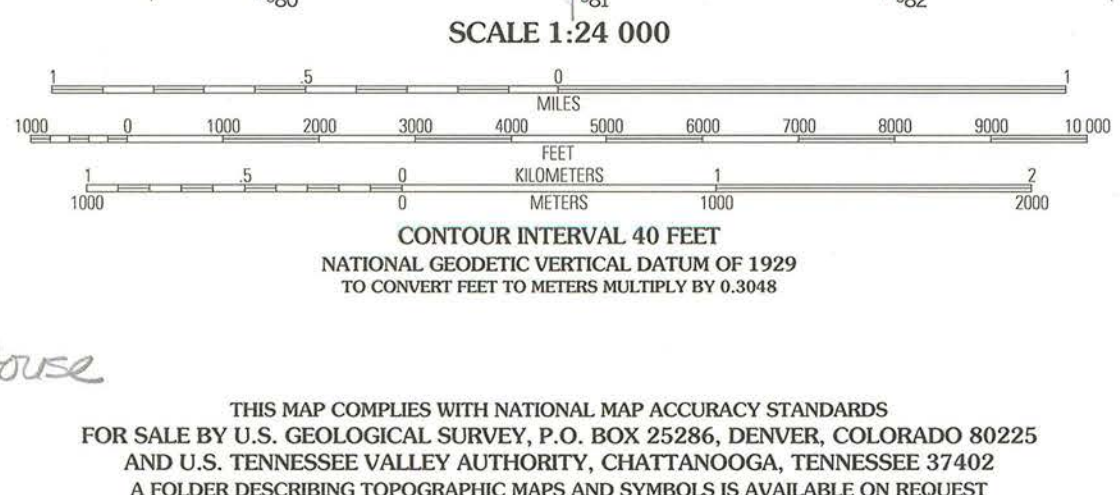 SCALE 1:24 000
1 .5 0 1
MILES
1000 0 1000 2000 3000 4000 5000 6000 7000 8000 9000 10 000
FEET
1 .5 0 KILOMETERS 1 2
1000 0 METERS 1000 2000
CONTOUR INTERVAL 40 FEET
NATIONAL GEODETIC VERTICAL DATUM OF 1929
TO CONVERT FEET TO METERS MULTIPLY BY 0.3048
ouse
THIS MAP COMPLIES WITH NATIONAL MAP ACCURACY STANDARDS
FOR SALE BY U.S. GEOLOGICAL SURVEY, P.O. BOX 25286, DENVER, COLORADO 80225
AND U.S. TENNESSEE VALLEY AUTHORITY, CHATTANOOGA, TENNESSEE 37402
A FOLDER DESCRIBING TOPOGRAPHIC MAPS AND SYMBOLS IS AVAILABLE ON REQUEST